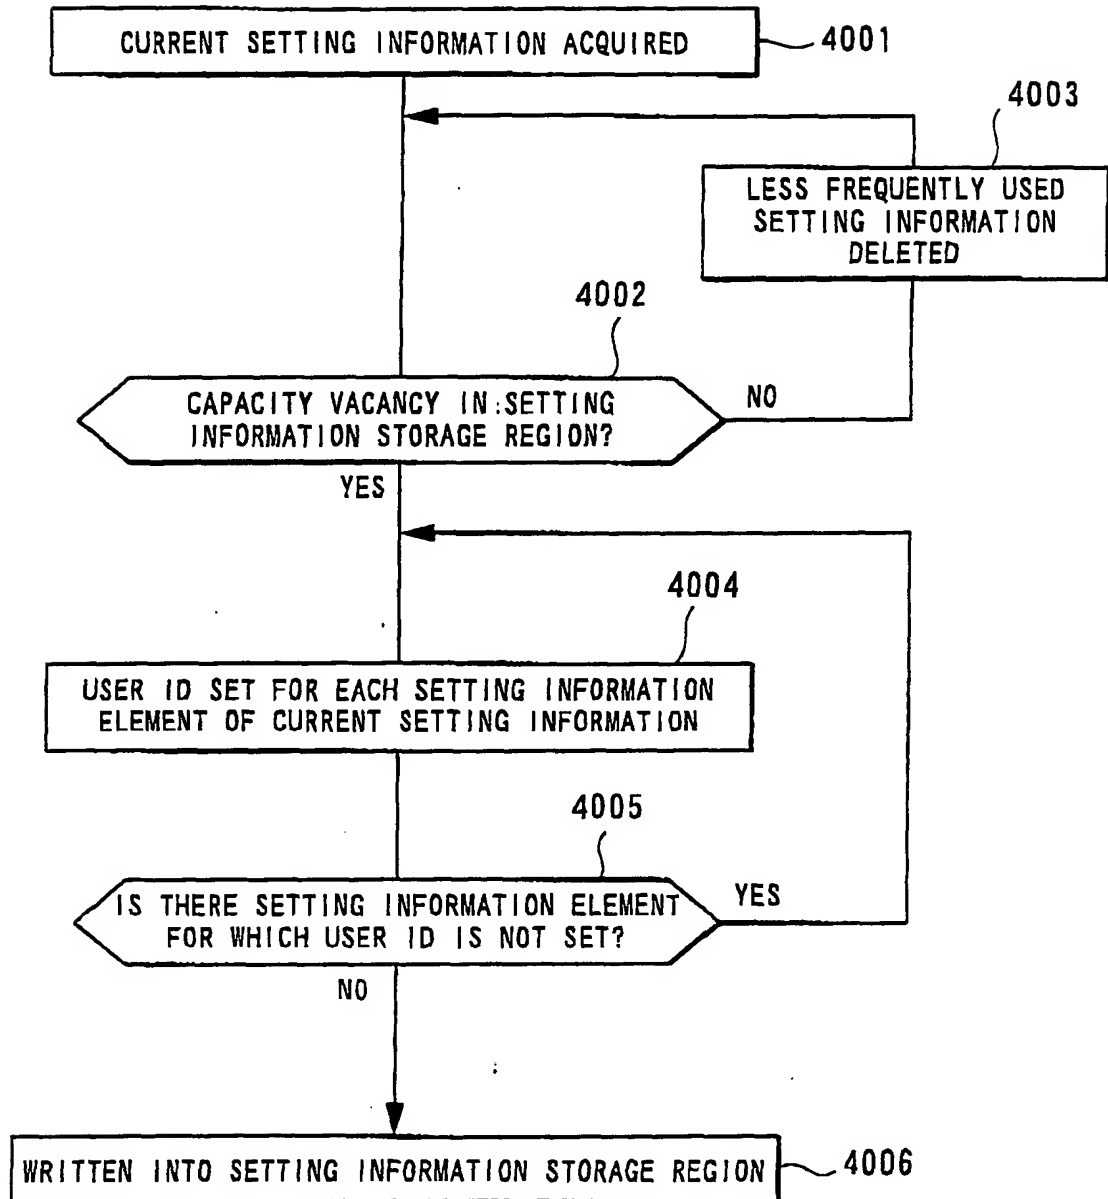 CURRENT SETTING INFORMATION ACQUIRED
4001
4003
LESS FREQUENTLY USED
SETTING INFORMATION
DELETED
4002
CAPACITY VACANCY IN SETTING
INFORMATION STORAGE REGION?
NO
YES
4004
USER ID SET FOR EACH SETTING INFORMATION
ELEMENT OF CURRENT SETTING INFORMATION
4005
IS THERE SETTING INFORMATION ELEMENT
FOR WHICH USER ID IS NOT SET?
YES
NO
WRITTEN INTO SETTING INFORMATION STORAGE REGION
4006